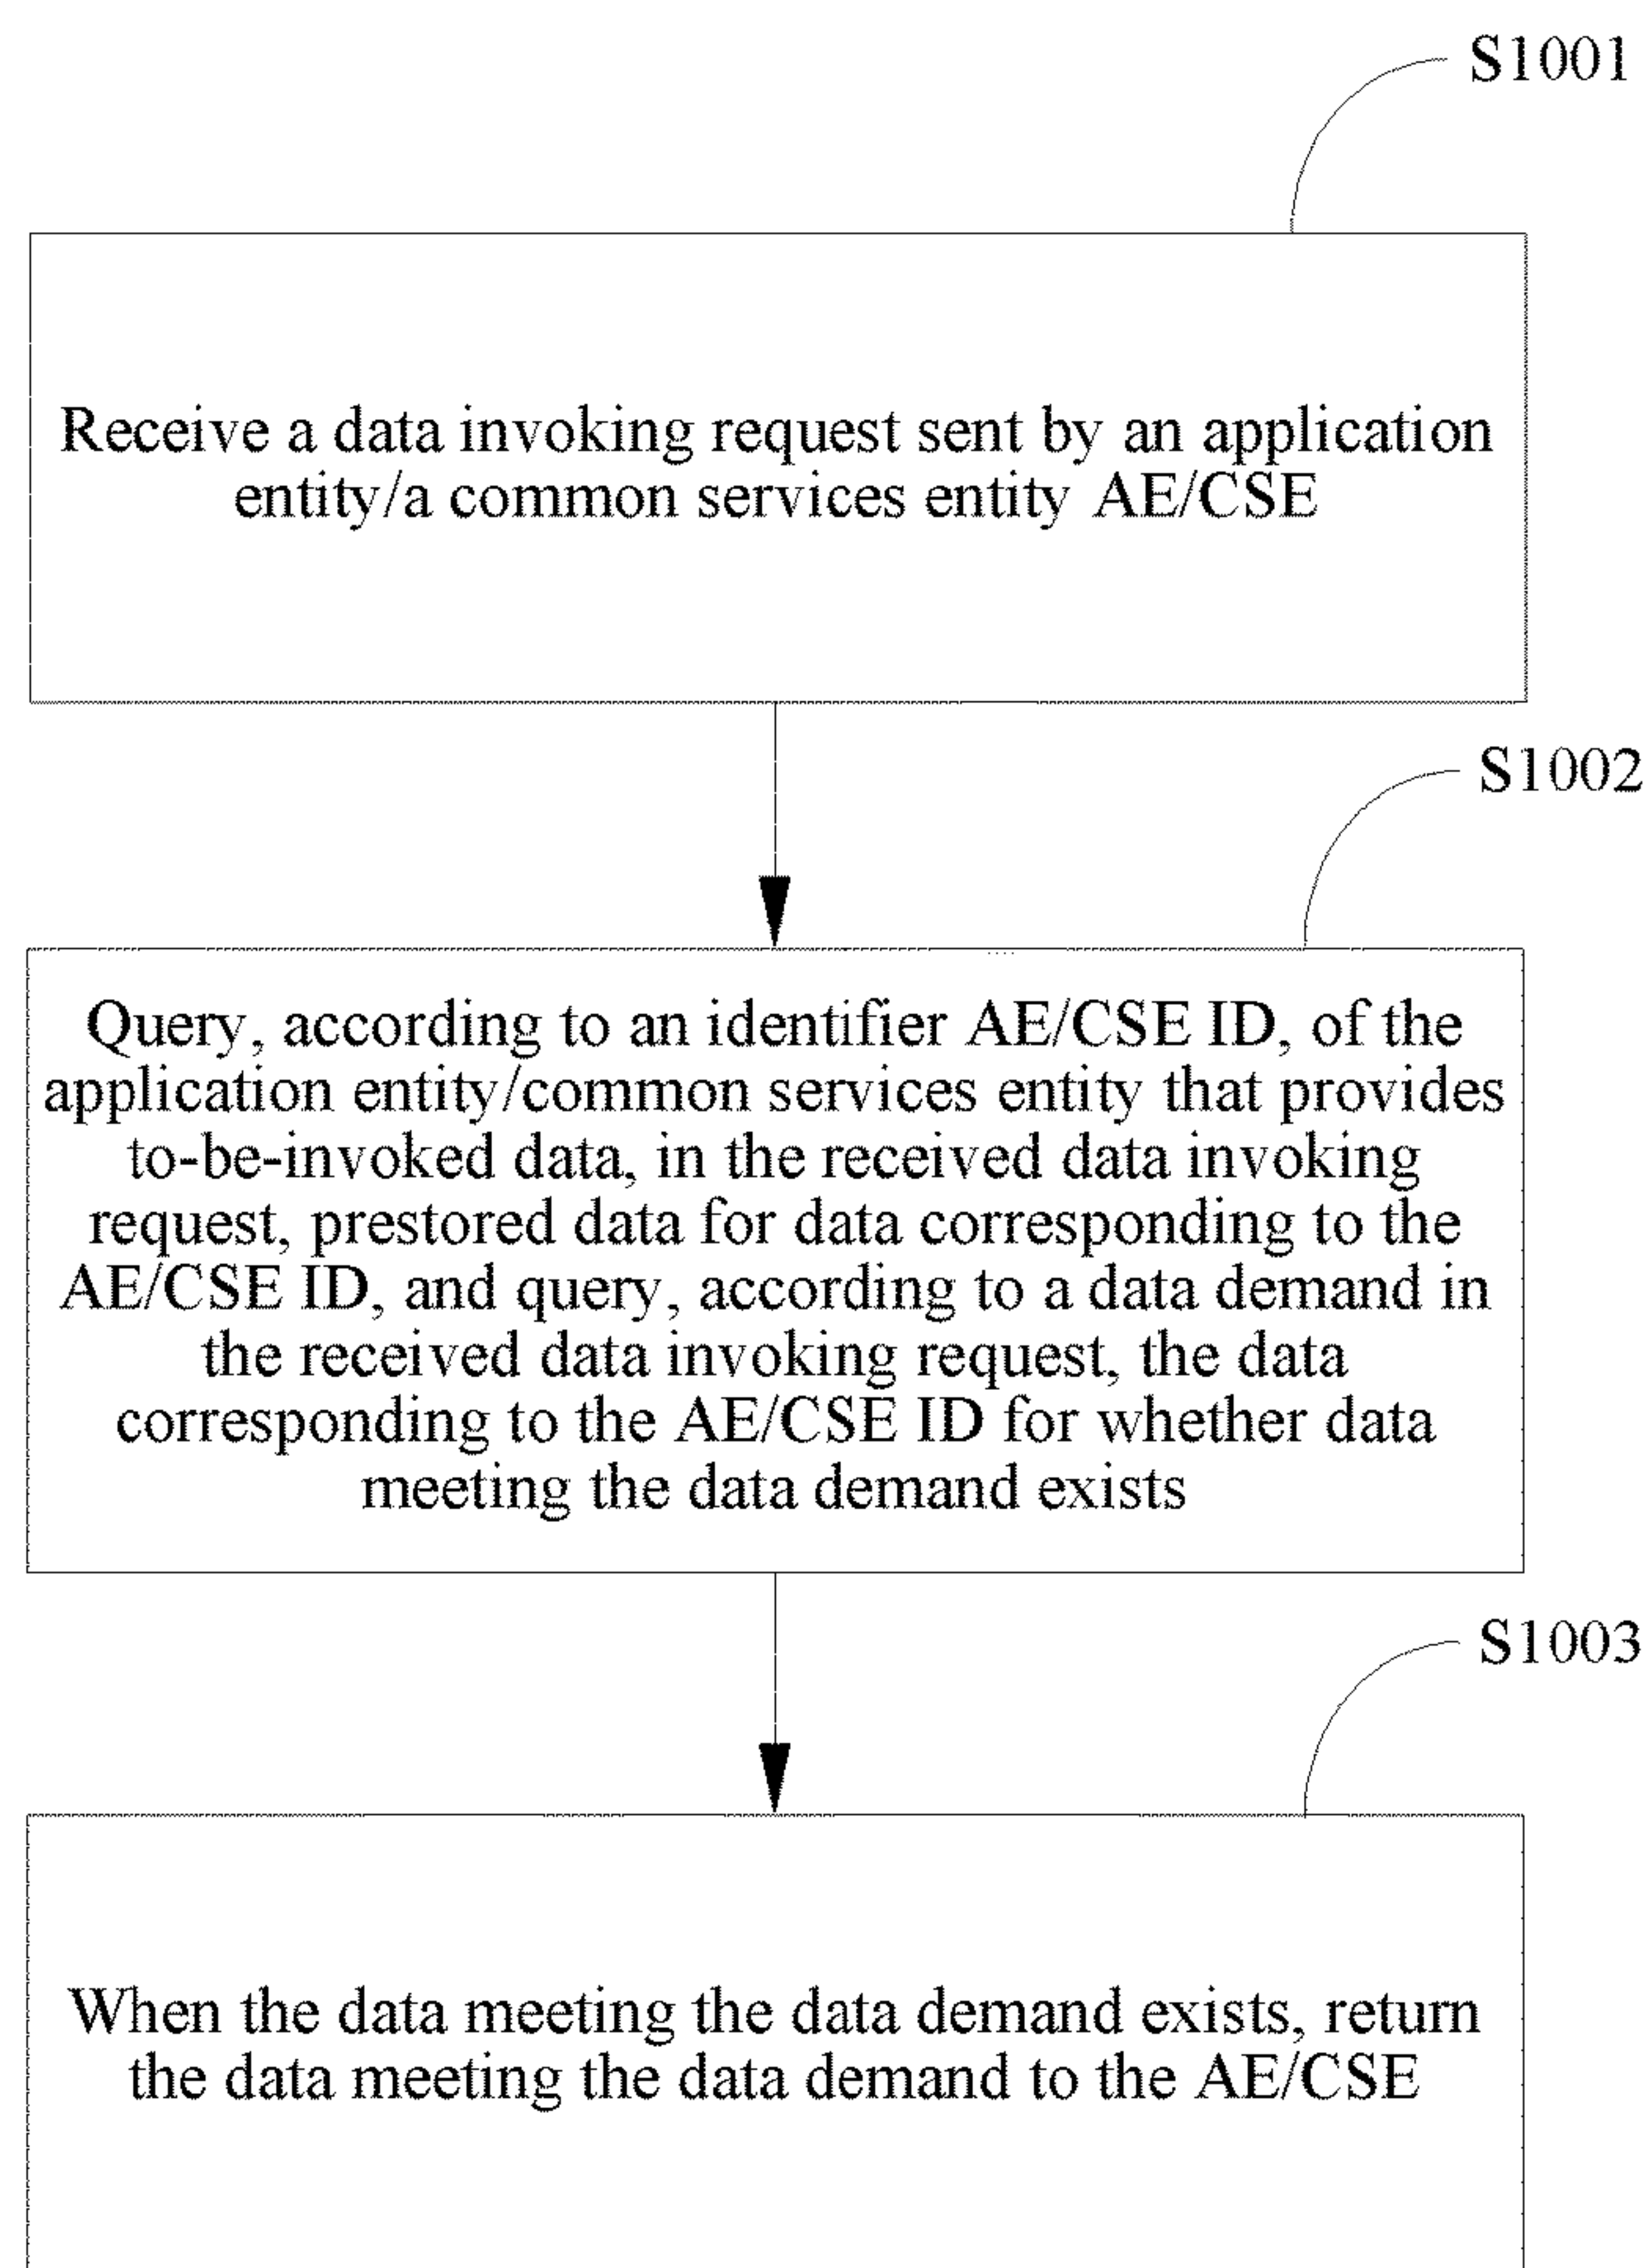 S1001
Receive a data invoking request sent by an application
entity/a common services entity AE/CSE
S1002
Query, according to an identifier AE/CSE ID, of the
application entity/common services entity that provides
to-be-invoked data, in the received data invoking
request, prestored data for data corresponding to the
AE/CSE ID, and query, according to a data demand in
the received data invoking request, the data
corresponding to the AE/CSE ID for whether data
meeting the data demand exists
S1003
When the data meeting the data demand exists, return
the data meeting the data demand to the AE/CSE